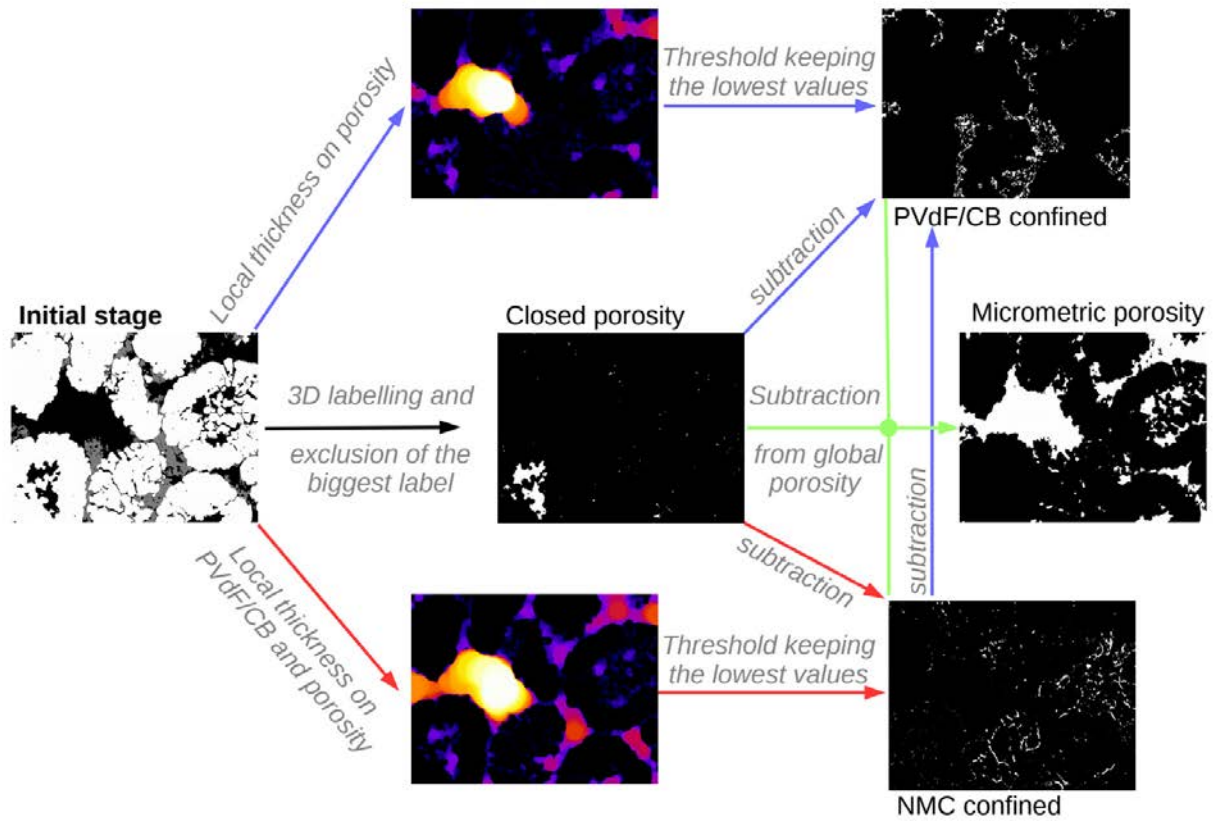 Local thickness on porosity
Threshold keeping
the lowest values
PVdF/CB confined
subtraction
Initial stage
Closed porosity
Micrometric porosity
3D labelling and
exclusion of the
biggest label
Subtraction
from global
porosity
subtraction
subtraction
Local thickness on
PVdF/CB and porosity
Threshold keeping
the lowest values
NMC confined